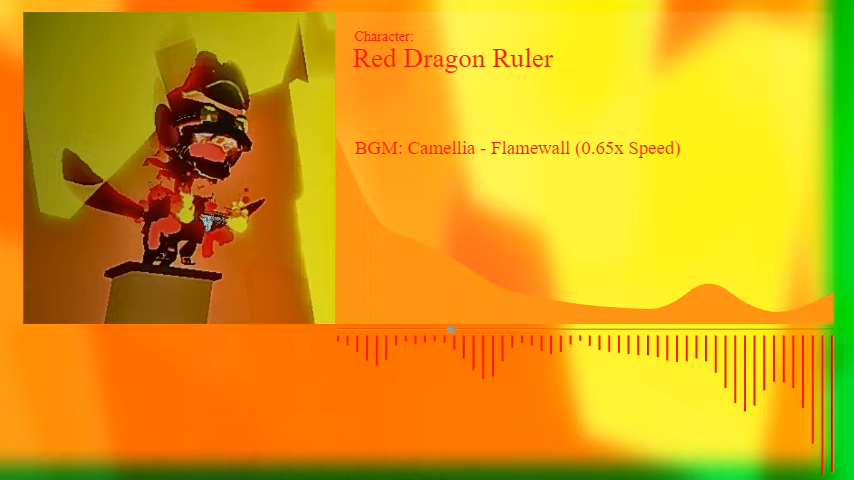 Character:
Red Dragon Ruler
BGM: Camellia - Flamewall (0.65x Speed)